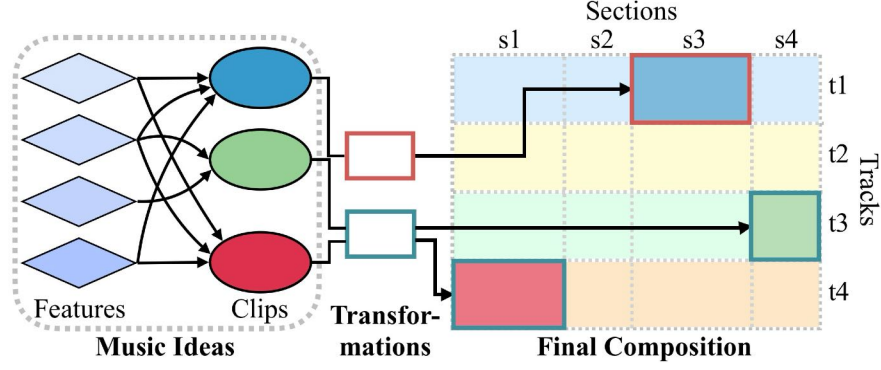 Sections
s1 s2 s3 s4
t1
t2
t3
t4
Tracks
Features Clips
Transfor-
mations
Music Ideas
Final Composition